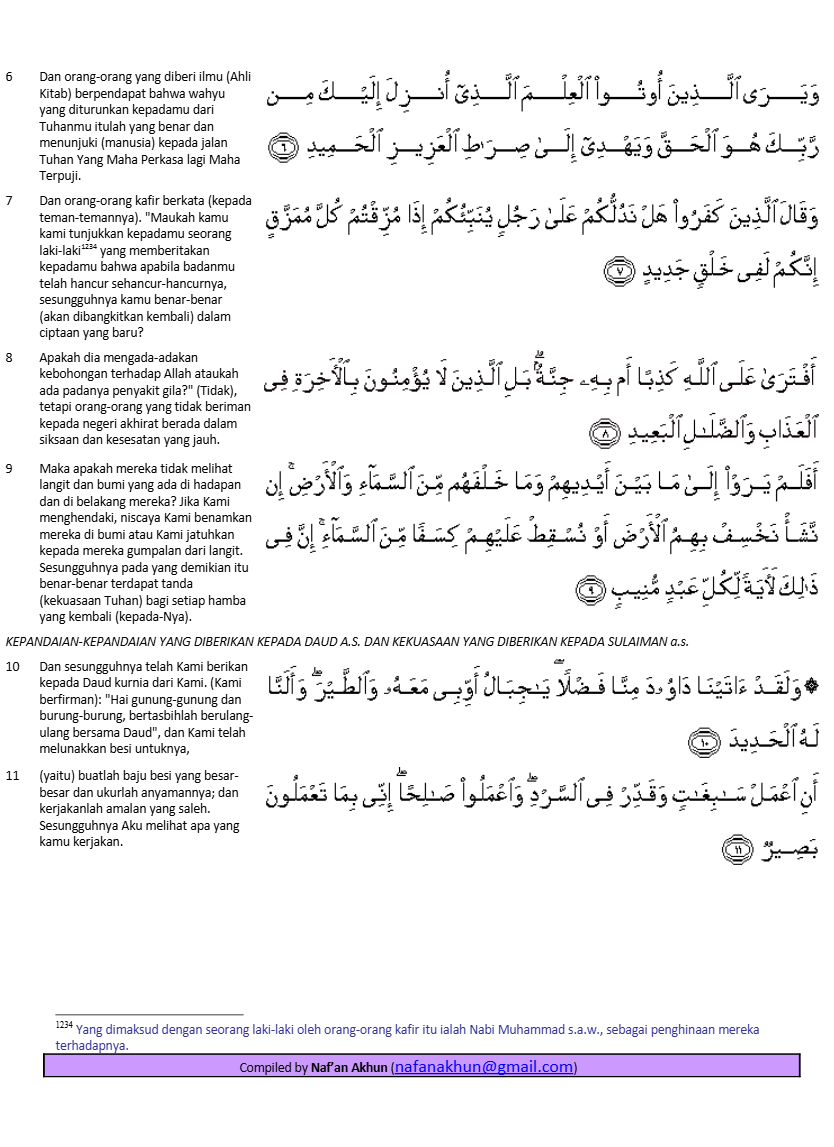 6 Dan orang-orang yang diberi ilmu (Ahli
Kitab) berpendapat bahwa wahyu
yang diturunkan kepadamu dari
Tuhanmu itulah yang benar dan
menunjuki (manusia) kepada jalan
Tuhan Yang Maha Perkasa lagi Maha
Terpuji.
وَيَرَى ٱلَّذِينَ أُوتُوا۟ ٱلْعِلْمَ ٱلَّذِىٓ أُنزِلَ إِلَيْكَ مِن
رَّبِّكَ هُوَ ٱلْحَقَّ وَيَهْدِىٓ إِلَىٰ صِرَٰطِ ٱلْعَزِيزِ ٱلْحَمِيدِ ٦
7 Dan orang-orang kafir berkata (kepada
teman-temannya). "Maukah kamu
kami tunjukkan kepadamu seorang
laki-laki1234 yang memberitakan
kepadamu bahwa apabila badanmu
telah hancur sehancur-hancurnya,
sesungguhnya kamu benar-benar
(akan dibangkitkan kembali) dalam
ciptaan yang baru?
وَقَالَ ٱلَّذِينَ كَفَرُوا۟ هَلْ نَدُلُّكُمْ عَلَىٰ رَجُلٍ يُنَبِّئُكُمْ إِذَا مُزِّقْتُمْ كُلَّ مُمَزَّقٍ
إِنَّكُمْ لَفِى خَلْقٍ جَدِيدٍ ٧
8 Apakah dia mengada-adakan
kebohongan terhadap Allah ataukah
ada padanya penyakit gila?" (Tidak),
tetapi orang-orang yang tidak beriman
kepada negeri akhirat berada dalam
siksaan dan kesesatan yang jauh.
أَفْتَرَىٰ عَلَى ٱللَّهِ كَذِبًا أَم بِهِۦ جِنَّةٌۢ ۗ بَلِ ٱلَّذِينَ لَا يُؤْمِنُونَ بِٱلْـَٔاخِرَةِ فِى
ٱلْعَذَابِ وَٱلضَّلَـٰلِ ٱلْبَعِيدِ ٨
9 Maka apakah mereka tidak melihat
langit dan bumi yang ada di hadapan
dan di belakang mereka? Jika Kami
menghendaki, niscaya Kami benamkan
mereka di bumi atau Kami jatuhkan
kepada mereka gumpalan dari langit.
Sesungguhnya pada yang demikian itu
benar-benar terdapat tanda
(kekuasaan Tuhan) bagi setiap hamba
yang kembali (kepada-Nya).
أَفَلَمْ يَرَوْا۟ إِلَىٰ مَا بَيْنَ أَيْدِيهِمْ وَمَا خَلْفَهُم مِّنَ ٱلسَّمَآءِ وَٱلْأَرْضِ ۚ إِن
نَّشَأْ نَخْسِفْ بِهِمُ ٱلْأَرْضَ أَوْ نُسْقِطْ عَلَيْهِمْ كِسَفًا مِّنَ ٱلسَّمَآءِ ۚ إِنَّ فِى
ذَٰلِكَ لَـَٔايَةً لِّكُلِّ عَبْدٍ مُّنِيبٍ ٩
KEPANDAIAN-KEPANDAIAN YANG DIBERIKAN KEPADA DAUD A.S. DAN KEKUASAAN YANG DIBERIKAN KEPADA SULAIMAN a.s.
10 Dan sesungguhnya telah Kami berikan
kepada Daud kurnia dari Kami. (Kami
berfirman): "Hai gunung-gunung dan
burung-burung, bertasbihlah berulang-
ulang bersama Daud", dan Kami telah
melunakkan besi untuknya,
۞ وَلَقَدْ ءَاتَيْنَا دَاوُۥدَ مِنَّا فَضْلًا ۖ يَـٰجِبَالُ أَوِّبِى مَعَهُۥ وَٱلطَّيْرَ ۖ وَأَلَنَّا
لَهُ ٱلْحَدِيدَ ١٠
11 (yaitu) buatlah baju besi yang besar-
besar dan ukurlah anyamannya; dan
kerjakanlah amalan yang saleh.
Sesungguhnya Aku melihat apa yang
kamu kerjakan.
أَنِ ٱعْمَلْ سَـٰبِغَـٰتٍ وَقَدِّرْ فِى ٱلسَّرْدِ ۖ وَٱعْمَلُوا۟ صَـٰلِحًا ۖ إِنِّى بِمَا تَعْمَلُونَ
بَصِيرٌ ١١
1234 Yang dimaksud dengan seorang laki-laki oleh orang-orang kafir itu ialah Nabi Muhammad s.a.w., sebagai penghinaan mereka
terhadapnya.
Compiled by Naf’an Akhun (nafanakhun@gmail.com)